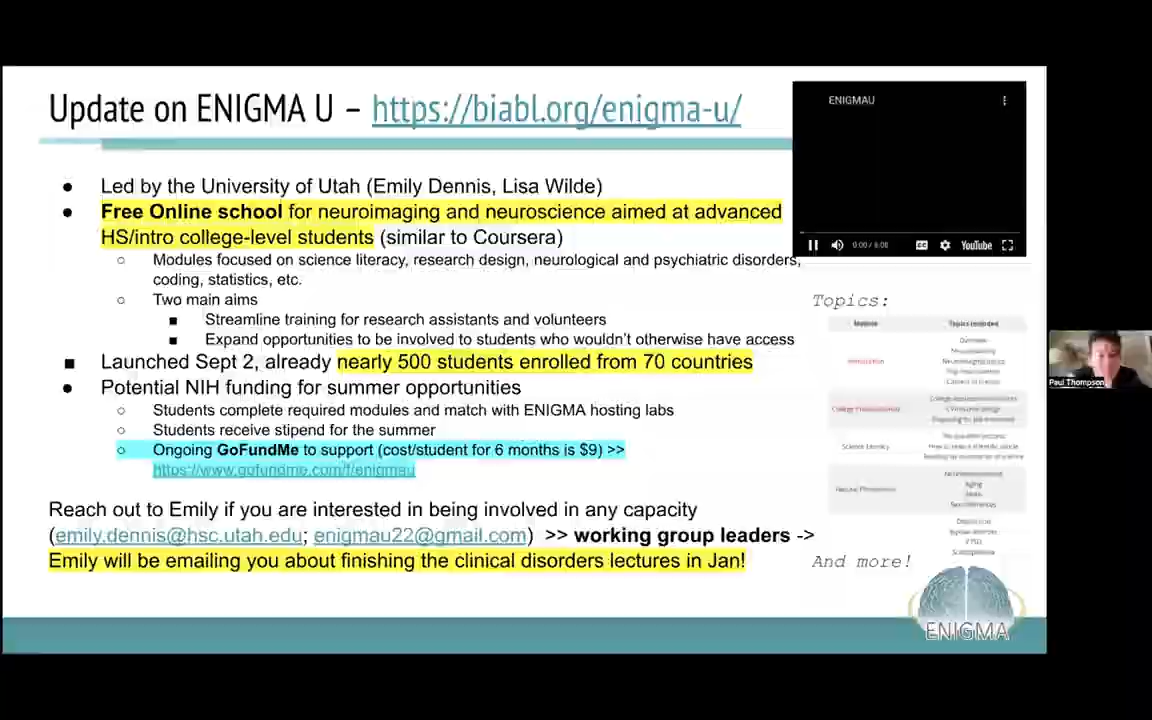 Update on ENIGMA U – https://biabl.org/enigma-u/
ENIGMAU
0:00 / 6:00
CC
YouTube
● Led by the University of Utah (Emily Dennis, Lisa Wilde)
● Free Online school for neuroimaging and neuroscience aimed at advanced
HS/intro college-level students (similar to Coursera)
○ Modules focused on science literacy, research design, neurological and psychiatric disorders,
coding, statistics, etc.
○ Two main aims
■ Streamline training for research assistants and volunteers
■ Expand opportunities to be involved to students who wouldn't otherwise have access
■ Launched Sept 2, already nearly 500 students enrolled from 70 countries
● Potential NIH funding for summer opportunities
○ Students complete required modules and match with ENIGMA hosting labs
○ Students receive stipend for the summer
○ Ongoing GoFundMe to support (cost/student for 6 months is $9) >>
https://www.gofundme.com/f/enigmau
Reach out to Emily if you are interested in being involved in any capacity
(emily.dennis@hsc.utah.edu; enigmau22@gmail.com) >> working group leaders ->
Emily will be emailing you about finishing the clinical disorders lectures in Jan!
Topics:
Science Literacy
Aging
And more!
ENIGMA
Paul Thompson